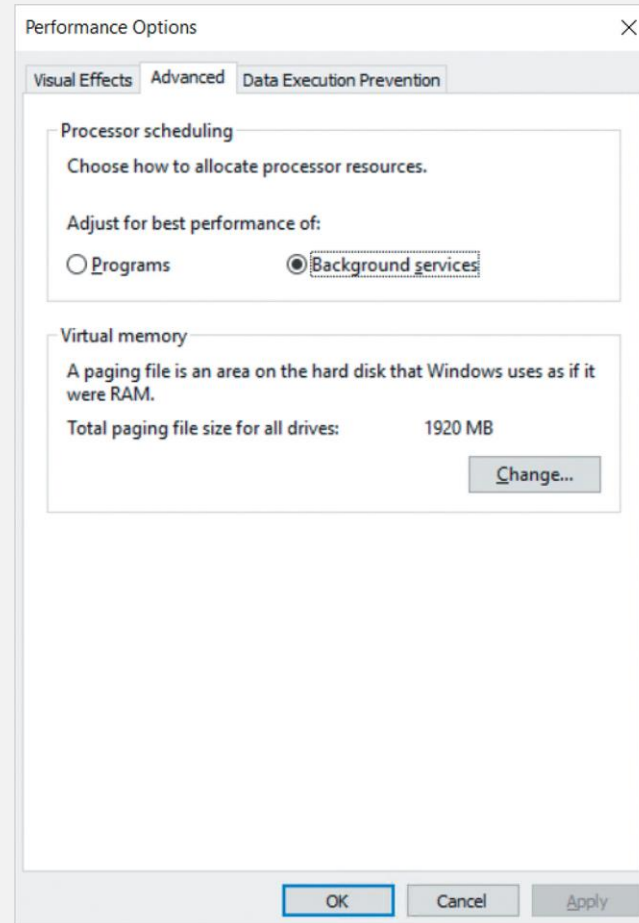 Performance Options
Visual Effects
Advanced
Data Execution Prevention
Processor scheduling
Choose how to allocate processor resources.
Adjust for best performance of:
Programs
Background services
Virtual memory
A paging file is an area on the hard disk that Windows uses as if it
were RAM.
Total paging file size for all drives: 1920 MB
Change...
OK
Cancel
Apply